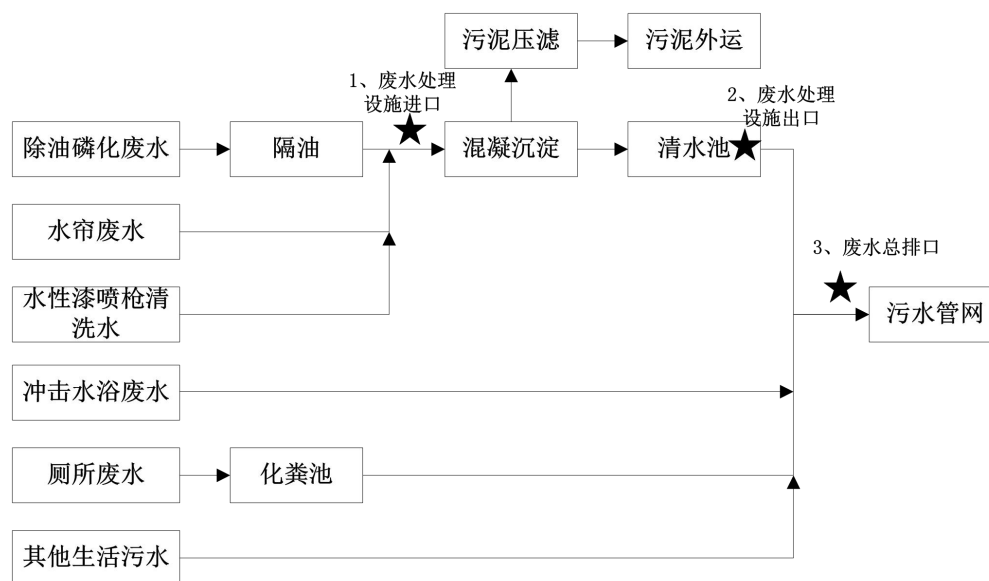 污泥压滤
污泥外运
1、废水处理
设施进口
2、废水处理
设施出口
除油磷化废水
隔油
混凝沉淀
清水池
水帘废水
3、废水总排口
水性漆喷枪清
洗水
污水管网
冲击水浴废水
厕所废水
化粪池
其他生活污水